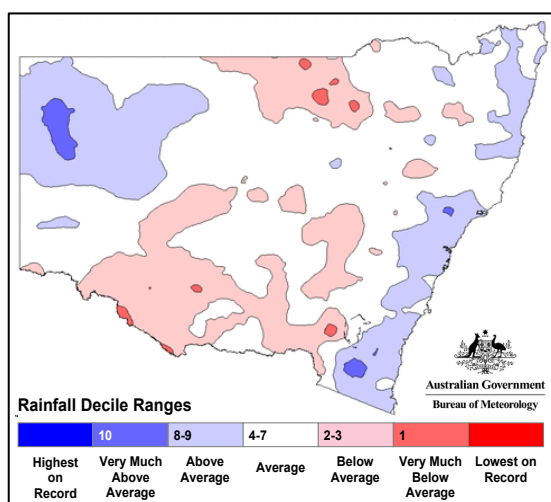 Australian Government
Bureau of Meteorology
Rainfall Decile Ranges
10 8-9 4-7 2-3 1
Highest on Record
Very Much Above Average
Above Average
Average
Below Average
Very Much Below Average
Lowest on Record